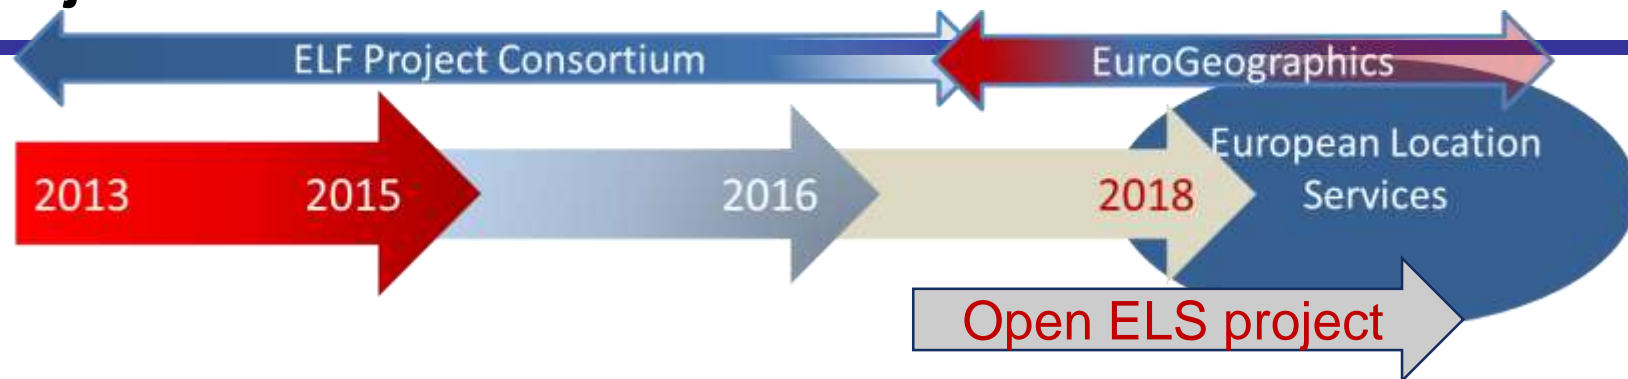 ELF Project Consortium
EuroGeographics
European Location
Services
2013
2015
2016
2018
Open ELS project